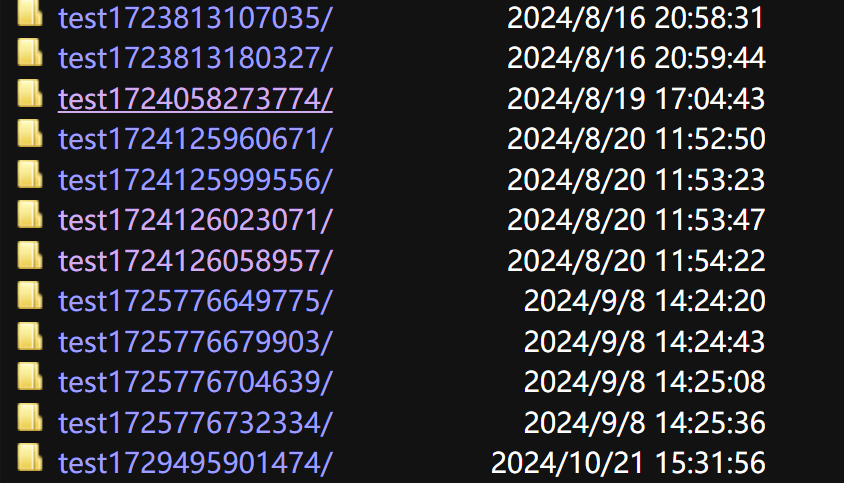 test1723813107035/ 2024/8/16 20:58:31
test1723813180327/ 2024/8/16 20:59:44
test1724058273774/ 2024/8/19 17:04:43
test1724125960671/ 2024/8/20 11:52:50
test1724125999556/ 2024/8/20 11:53:23
test1724126023071/ 2024/8/20 11:53:47
test1724126058957/ 2024/8/20 11:54:22
test1725776649775/ 2024/9/8 14:24:20
test1725776679903/ 2024/9/8 14:24:43
test1725776704639/ 2024/9/8 14:25:08
test1725776732334/ 2024/9/8 14:25:36
test1729495901474/ 2024/10/21 15:31:56